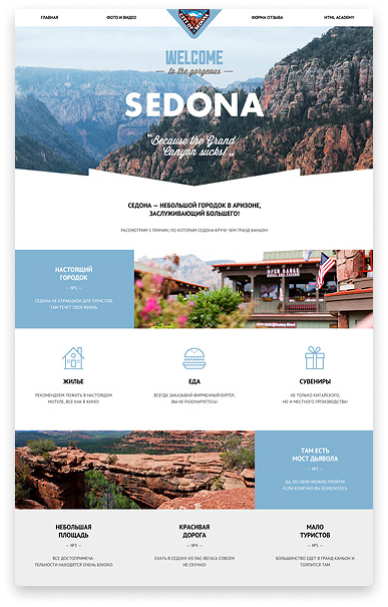 ГЛАВНАЯ
ФОТО И ВИДЕО
ФОРМА ОТЗЫВА
HTML ACADEMY
SEDONA
WELCOME
to the gorgeous
SEDONA
“Because the Grand
Canyon sucks!”
СЕДОНА — НЕБОЛЬШОЙ ГОРОДОК В АРИЗОНЕ,
ЗАСЛУЖИВАЮЩИЙ БОЛЬШЕГО!
РАССМОТРИМ 5 ПРИЧИН, ПО КОТОРЫМ СЕДОНА КРУЧЕ ЧЕМ ГРАНД КАНЬОН!
НАСТОЯЩИЙ
ГОРОДОК
— №1 —
СЕДОНА НЕ АТРАКЦИОН ДЛЯ ТУРИСТОВ,
ТАМ ТЕЧЕТ СВОЯ ЖИЗНЬ
OPEN RANGE
ЖИЛЬЕ
РЕКОМЕНДУЕМ ПОЖИТЬ В НАСТОЯЩЕМ
МОТЕЛЕ, ВСЕ КАК В КИНО!
ЕДА
ВСЕГДА ЗАКАЗЫВАЙ ФИРМЕННЫЙ БУРГЕР,
ВЫ НЕ РАЗОЧАРУЕТЕСЬ!
СУВЕНИРЫ
НЕ ТОЛЬКО КИТАЙСКОГО,
НО И МЕСТНОГО ПРОИЗВОДСТВА!
ТАМ ЕСТЬ
МОСТ ДЬЯВОЛА
— №2 —
ДА, ПО НЕМУ МОЖНО ПРОЙТИ
ЕСЛИ КОНЕЧНО ВЫ ОСМЕЛИТЕСЬ
НЕБОЛЬШАЯ
ПЛОЩАДЬ
— №3 —
ВСЕ ДОСТОПРИМЕЧА-
ТЕЛЬНОСТИ НАХОДЯТСЯ ОЧЕНЬ БЛИЗКО
КРАСИВАЯ
ДОРОГА
— №4 —
ЕХАТЬ В СЕДОНУ ИЗ ЛАС ВЕГАСА СОВСЕМ
НЕ СКУЧНО!
МАЛО
ТУРИСТОВ
— №5 —
БОЛЬШИНСТВО ЕДЕТ В ГРАНД КАНЬОН И
ТОЛПИТСЯ ТАМ